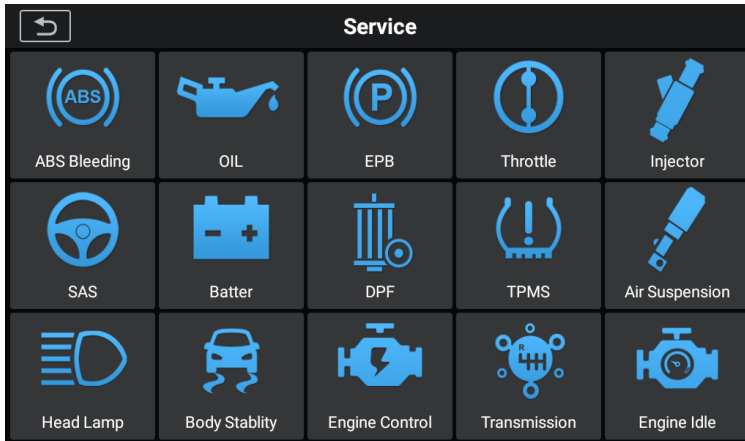 Service
ABS
P
ABS Bleeding
OIL
EPB
Throttle
Injector
SAS
Batter
DPF
TPMS
Air Suspension
R
Head Lamp
Body Stablity
Engine Control
Transmission
Engine Idle